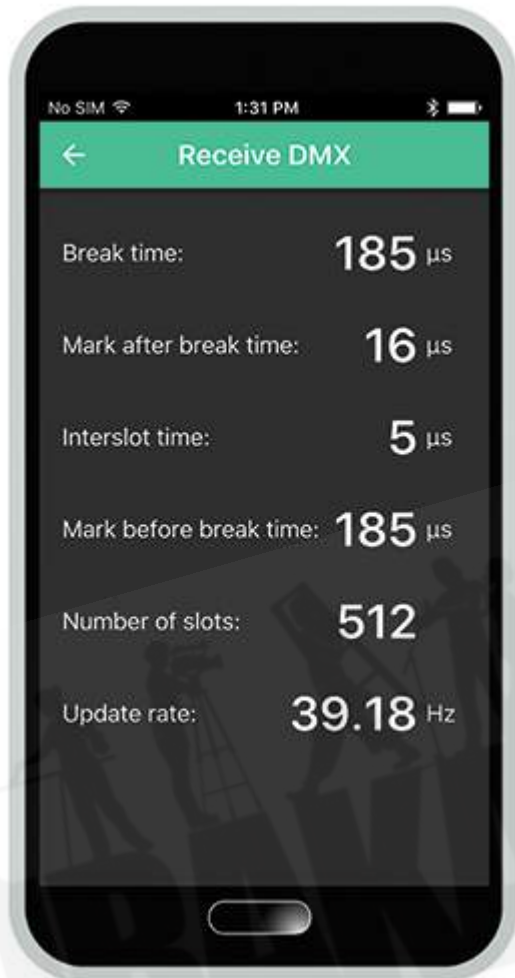 No SIM 1:31 PM
Receive DMX
Break time: 185 µs
Mark after break time: 16 µs
Interslot time: 5 µs
Mark before break time: 185 µs
Number of slots: 512
Update rate: 39.18 Hz